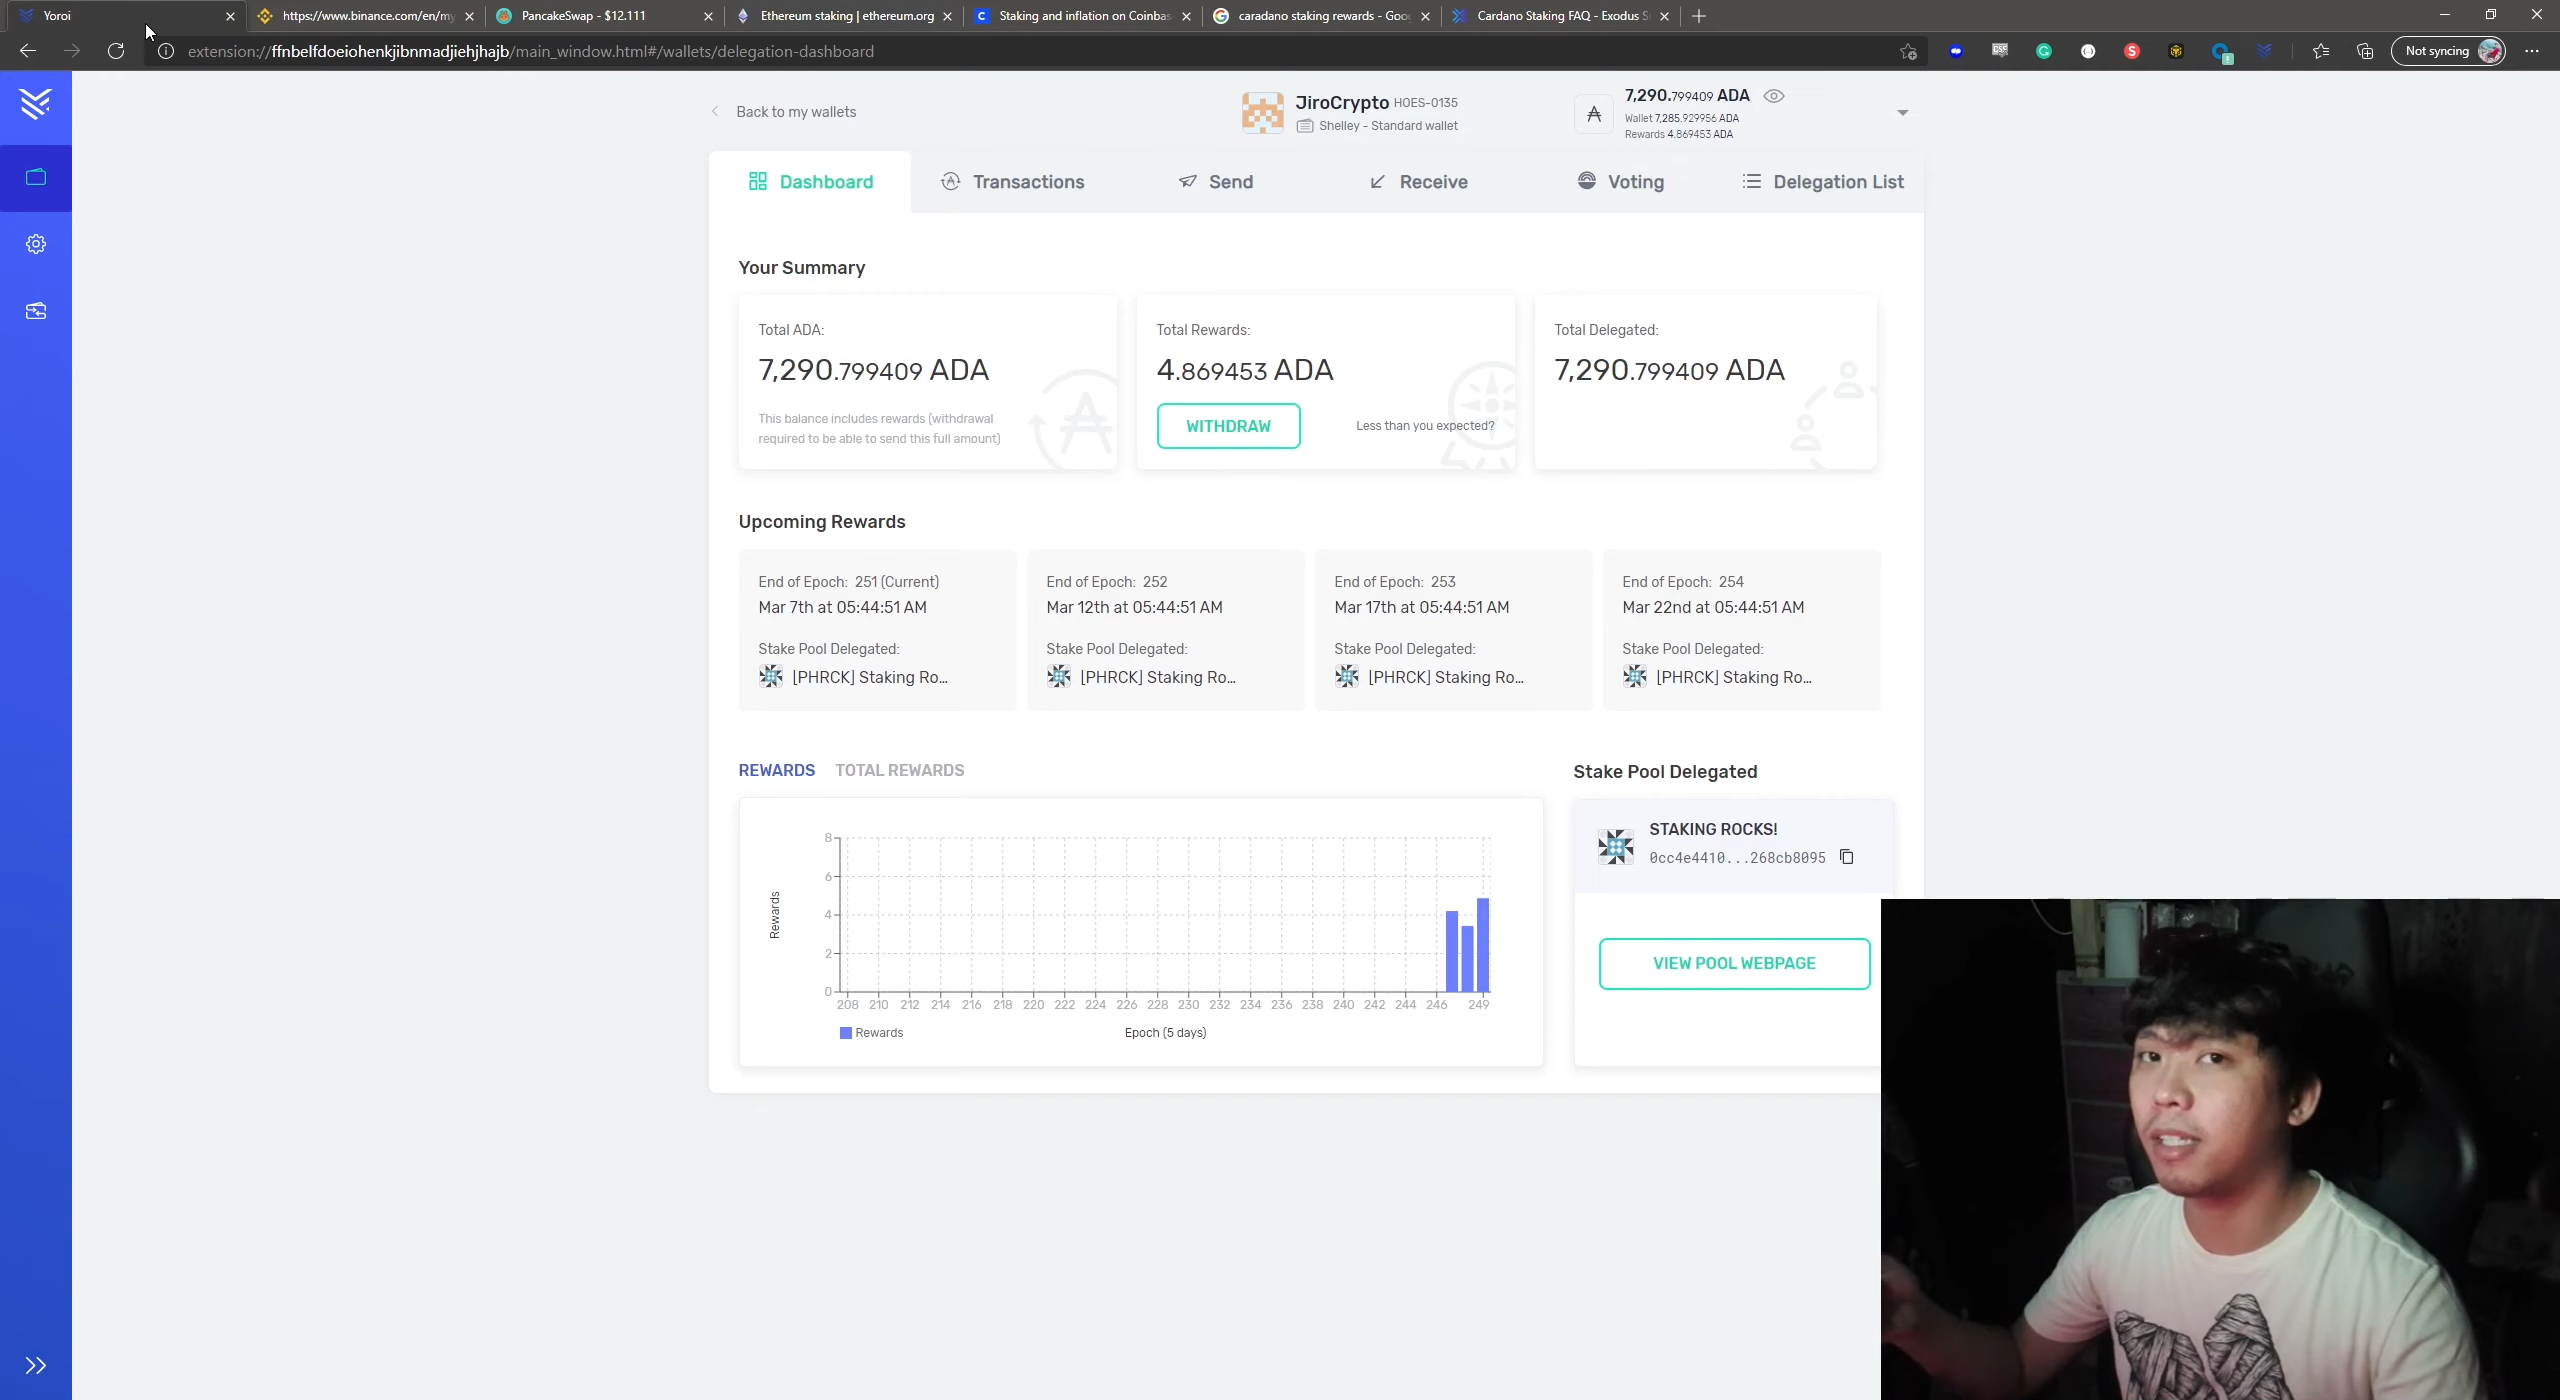 Yoroi
https://www.binance.com/en/my
PancakeSwap - $12.111
Ethereum staking | ethereum.org
Staking and inflation on Coinba
caradano staking rewards - Goo
Cardano Staking FAQ - Exodus S
extension://ffnbelfdoeiohenkjibnmadjiehjhajb/main_window.html#/wallets/delegation-dashboard
Not syncing
Back to my wallets
JiroCrypto HOES-0135
Shelley - Standard wallet
7,290.799409 ADA
Wallet 7,285.929956 ADA
Rewards 4.869453 ADA
Dashboard
Transactions
Send
Receive
Voting
Delegation List
Your Summary
Total ADA:
7,290.799409 ADA
This balance includes rewards (withdrawal
required to be able to send this full amount)
Total Rewards:
4.869453 ADA
WITHDRAW
Less than you expected?
Total Delegated:
7,290.799409 ADA
Upcoming Rewards
End of Epoch: 251 (Current)
Mar 7th at 05:44:51 AM
Stake Pool Delegated:
[PHRCK] Staking Ro...
End of Epoch: 252
Mar 12th at 05:44:51 AM
Stake Pool Delegated:
[PHRCK] Staking Ro...
End of Epoch: 253
Mar 17th at 05:44:51 AM
Stake Pool Delegated:
[PHRCK] Staking Ro...
End of Epoch: 254
Mar 22nd at 05:44:51 AM
Stake Pool Delegated:
[PHRCK] Staking Ro...
REWARDS
TOTAL REWARDS
8
6
4
2
0
Rewards
208 210 212 214 216 218 220 222 224 226 228 230 232 234 236 238 240 242 244 246 249
Rewards
Epoch (5 days)
Stake Pool Delegated
STAKING ROCKS!
0cc4e4410...268cb8095
VIEW POOL WEBPAGE